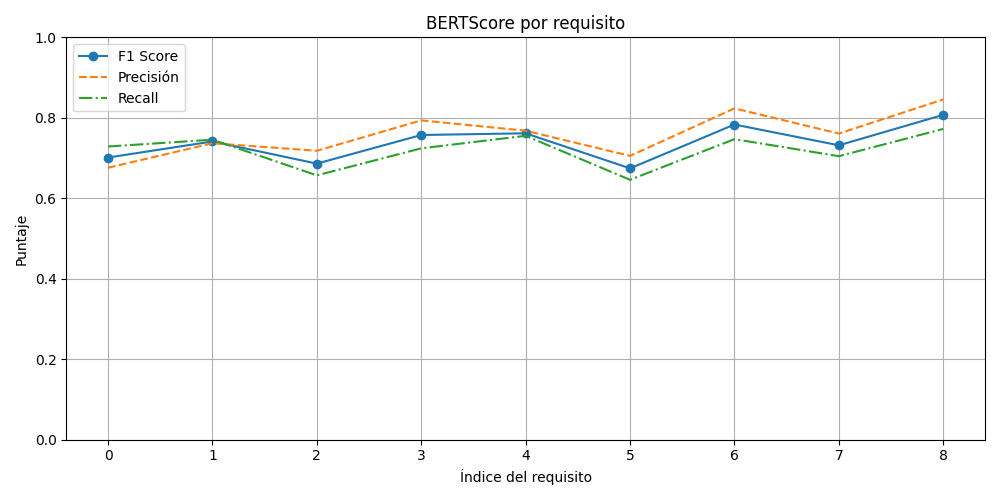 BERTScore por requisito
F1 Score
Precisión
Recall
1.0
0.8
0.6
0.4
0.2
0.0
Puntaje
0 1 2 3 4 5 6 7 8
Índice del requisito